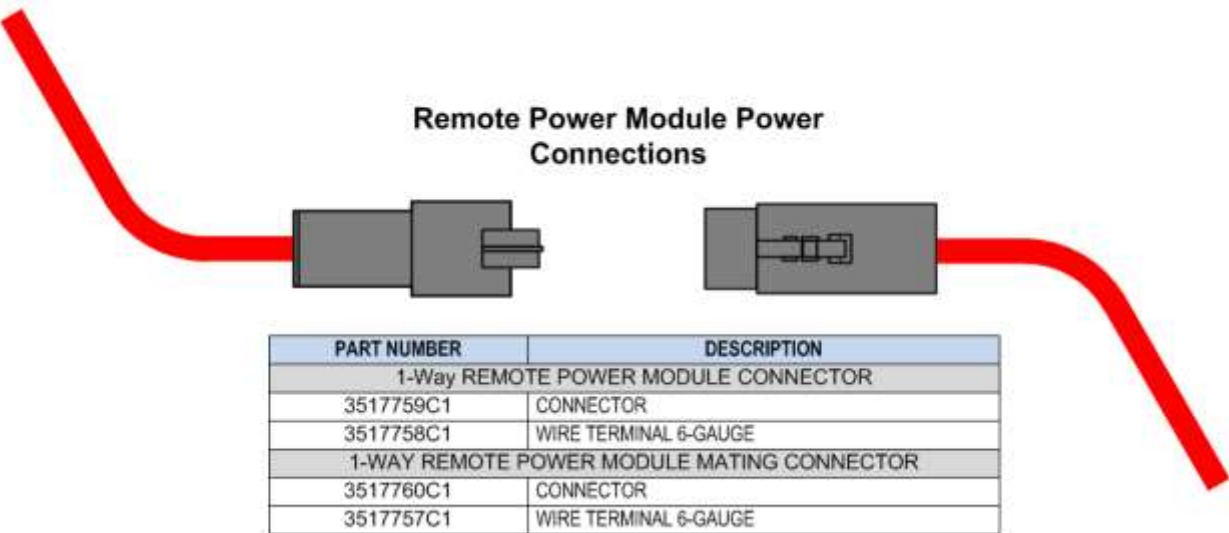 Remote Power Module Power
Connections
PART NUMBER DESCRIPTION
1-Way REMOTE POWER MODULE CONNECTOR
3517759C1 CONNECTOR
3517758C1 WIRE TERMINAL 6-GAUGE
1-WAY REMOTE POWER MODULE MATING CONNECTOR
3517760C1 CONNECTOR
3517757C1 WIRE TERMINAL 6-GAUGE